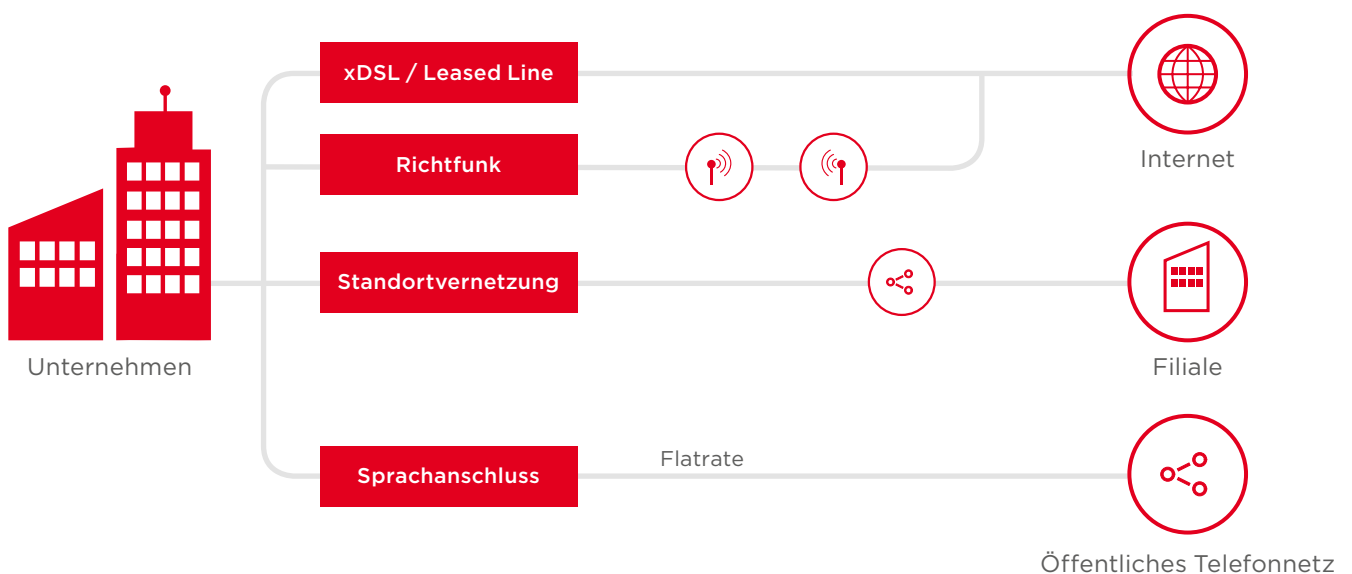 xDSL / Leased Line
Richtfunk
Internet
Standortvernetzung
Unternehmen
Filiale
Flatrate
Sprachanschluss
Öffentliches Telefonnetz